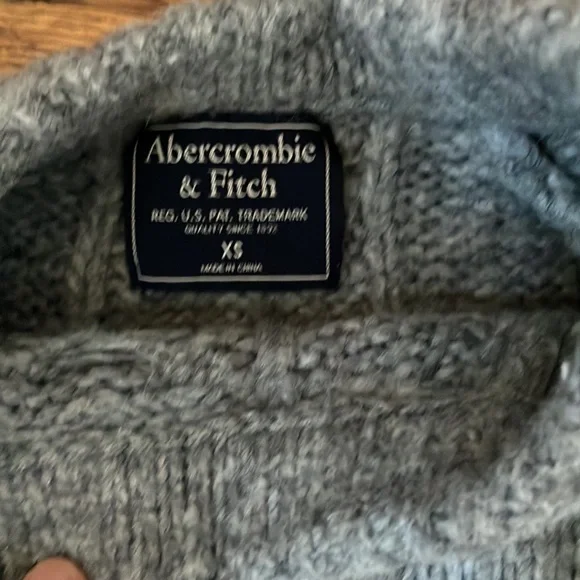 Abercrombie
& Fitch
REG. U.S. PAT. TRADEMARK
QUALITY SINCE 1892
XS
MADE IN CHINA